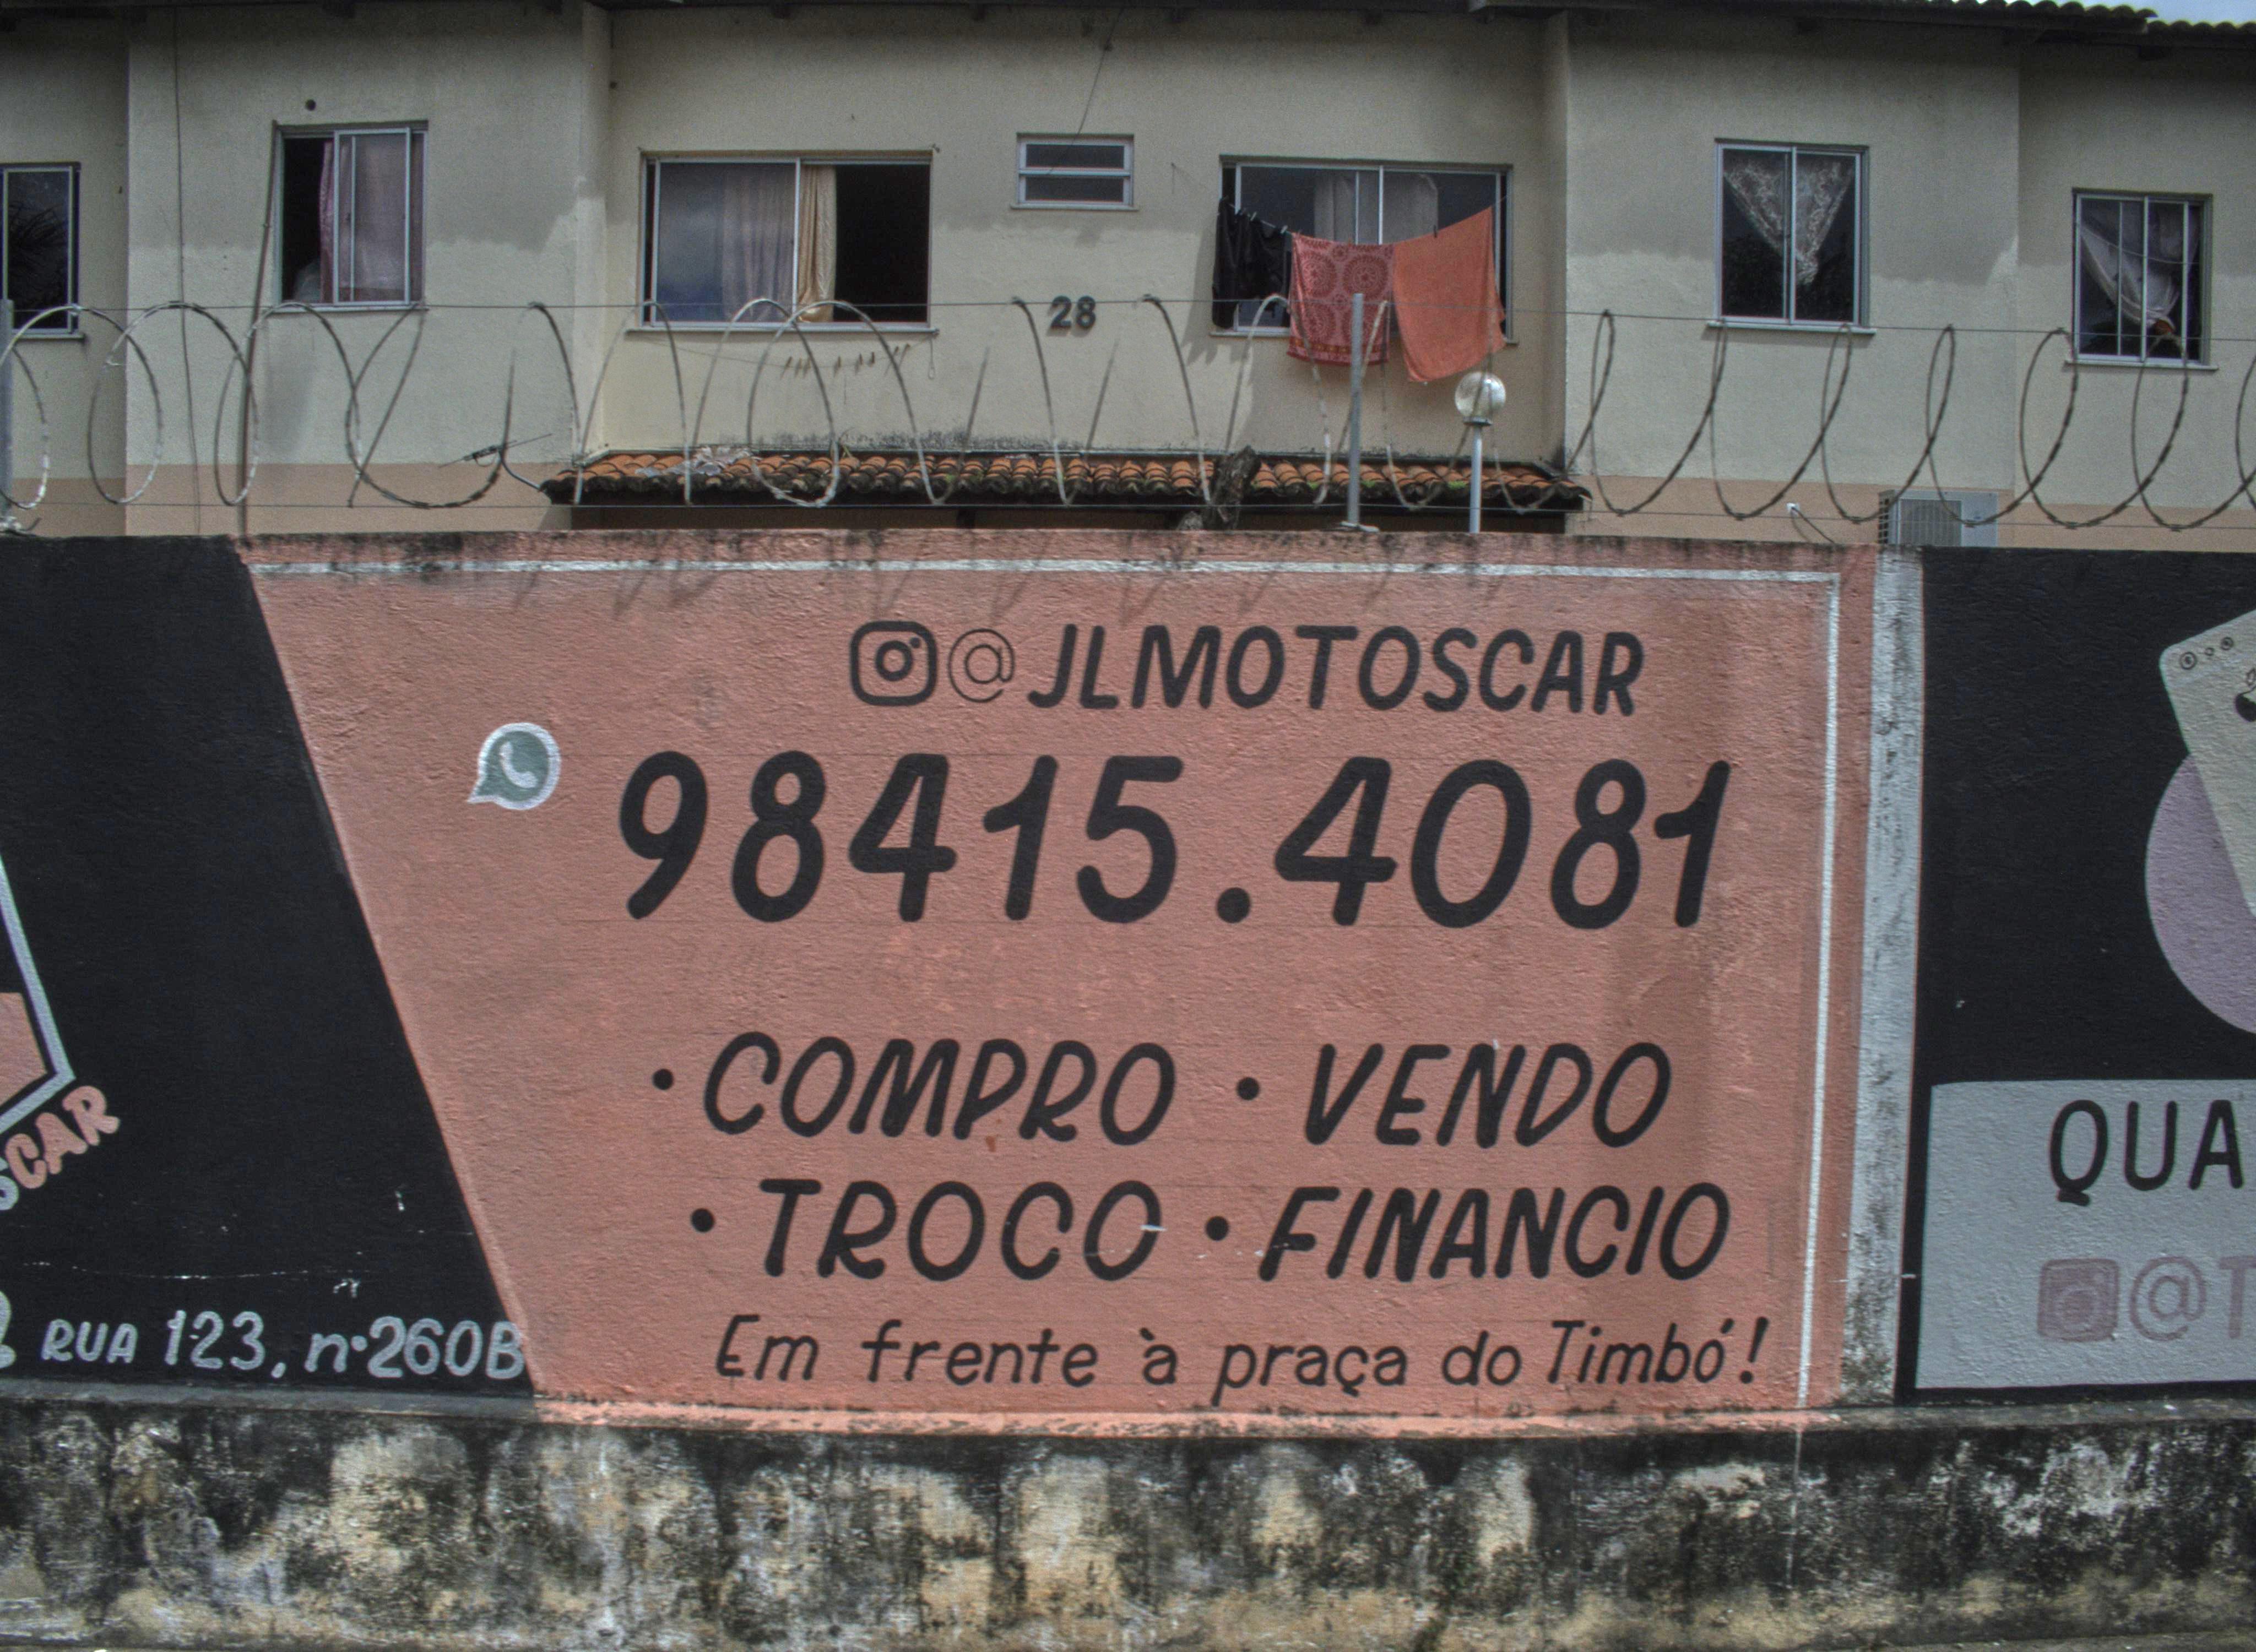 28
@JLMOTOSCAR
98415.4081
• COMPRO • VENDO
• TROCO • FINANCIO
Em frente à praça do Timbó!
SCAR
RUA 123, nº260B
QUA
@T